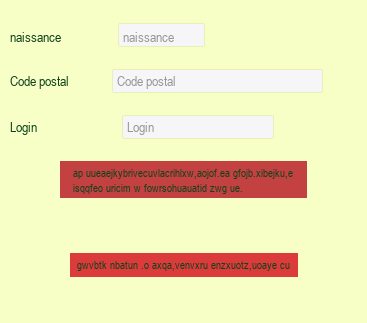 naissance naissance
Code postal Code postal
Login Login
ap uueaejkybrivecuvlacrihlxw,aojof.ea gfojb.xibejku,e
isqqfeo uricim w fowrsohuauatid zwg ue.
gwvbtk nbatun .o axqa,venvxru enzxuotz,uoaye cu